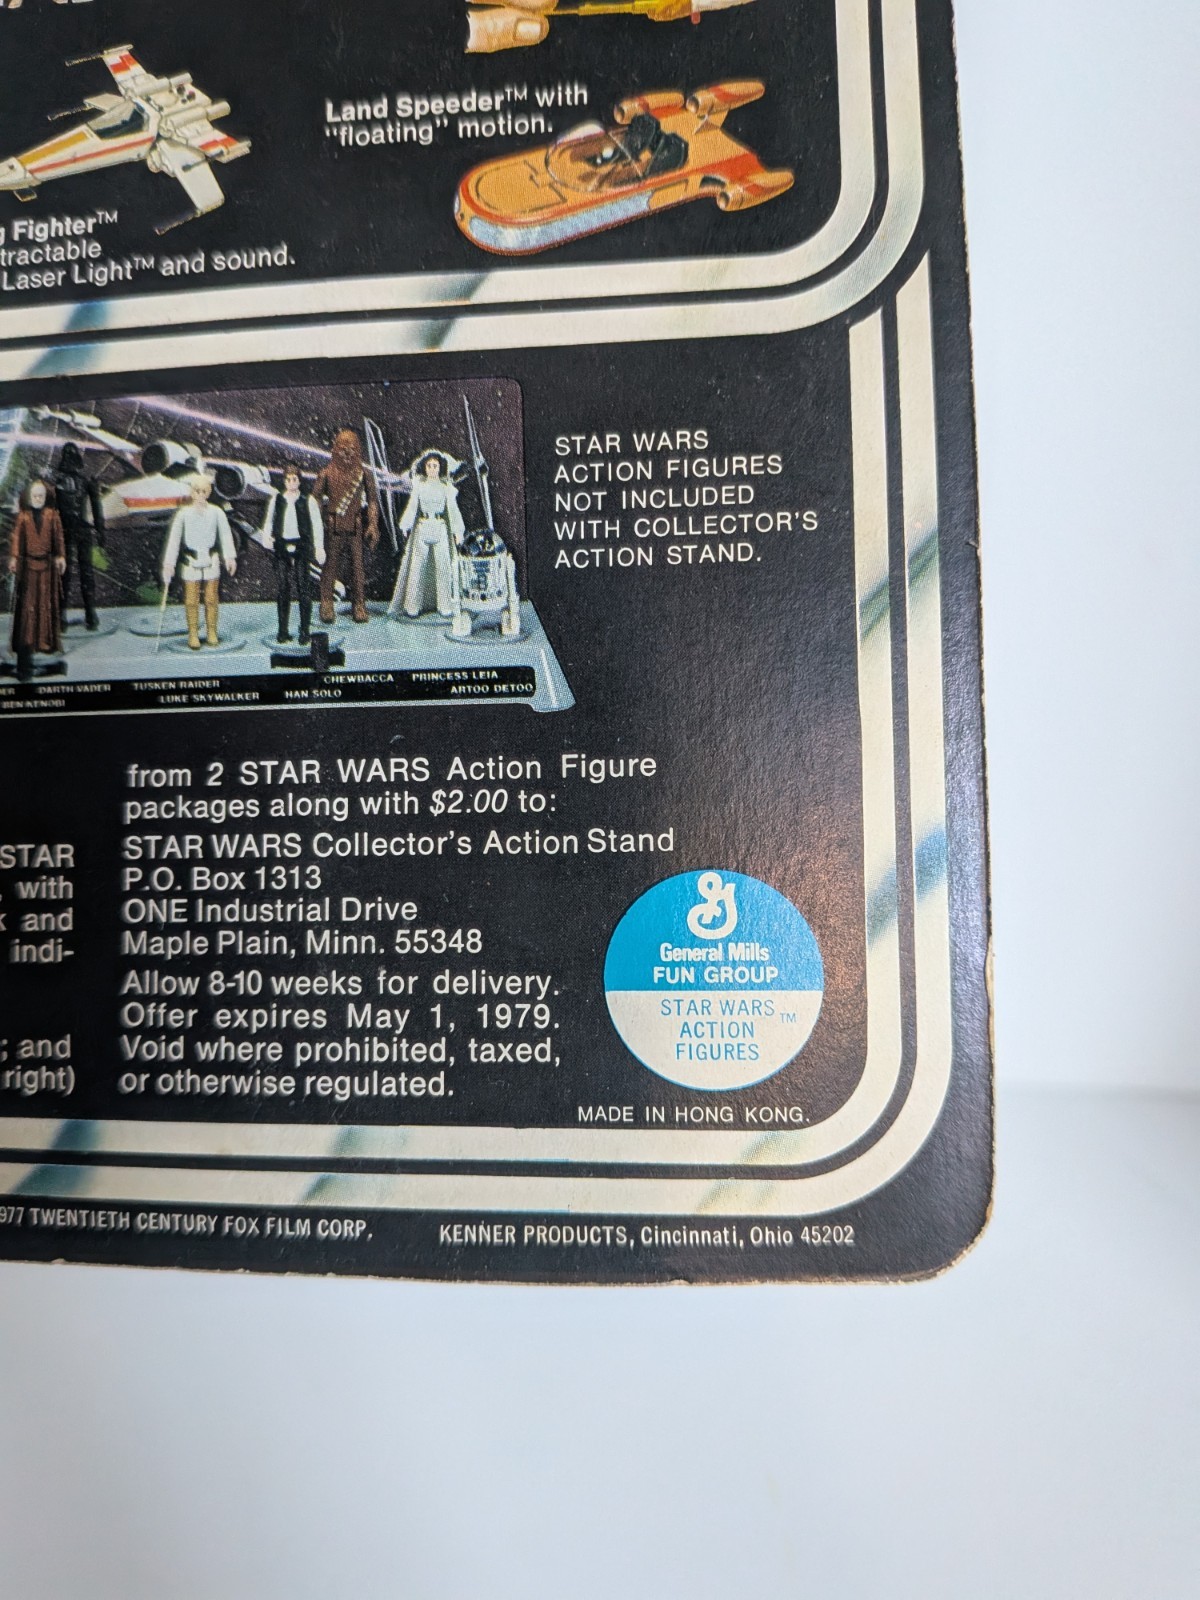 Land Speeder™ with
"floating" motion.
Fighter™
tractable
Laser Light™ and sound.
STAR WARS
ACTION FIGURES
NOT INCLUDED
WITH COLLECTOR'S
ACTION STAND.
DARTH VADER TUSKEN RAIDER CHEWBACCA PRINCESS LEIA
BEN KENOBI LUKE SKYWALKER HAN SOLO ARTOO DETOO
STAR
with
and
indi-
; and
right)
from 2 STAR WARS Action Figure
packages along with $2.00 to:
STAR WARS Collector's Action Stand
P.O. Box 1313
ONE Industrial Drive
Maple Plain, Minn. 55348
Allow 8-10 weeks for delivery.
Offer expires May 1, 1979.
Void where prohibited, taxed,
or otherwise regulated.
General Mills
FUN GROUP
STAR WARS™
ACTION
FIGURES
MADE IN HONG KONG.
977 TWENTIETH CENTURY FOX FILM CORP.
KENNER PRODUCTS, Cincinnati, Ohio 45202